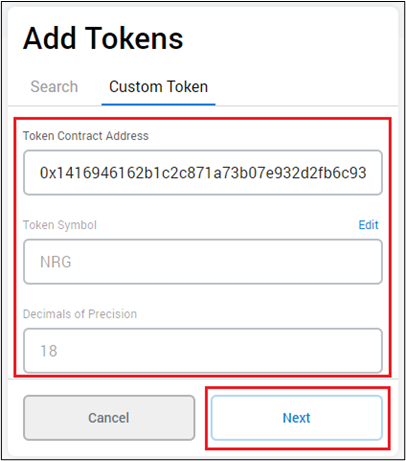 Add Tokens
Search
Custom Token
Token Contract Address
0x1416946162b1c2c871a73b07e932d2fb6c93
Token Symbol
Edit
NRG
Decimals of Precision
18
Cancel
Next